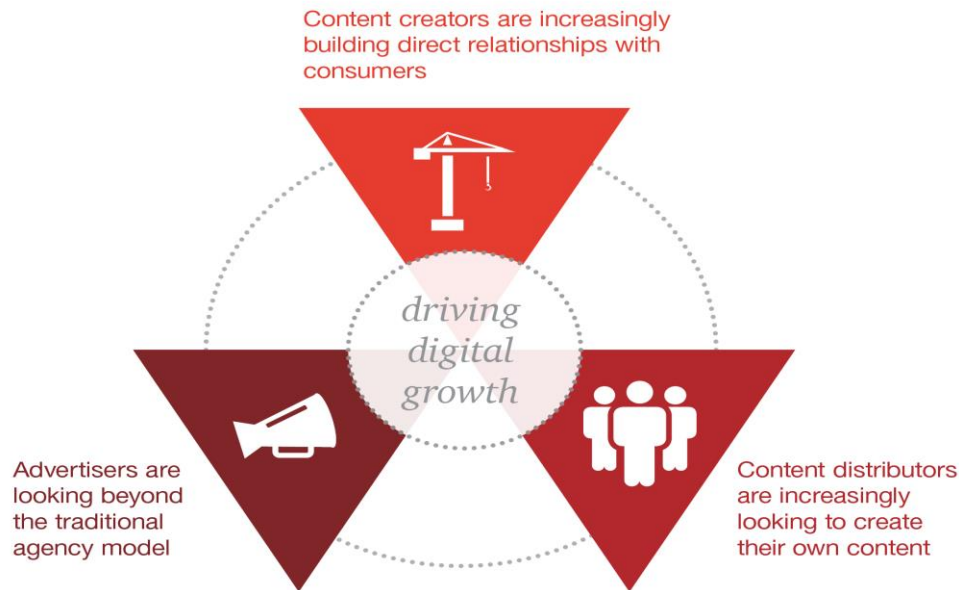 Content creators are increasingly
building direct relationships with
consumers
driving
digital
growth
Advertisers are
looking beyond
the traditional
agency model
Content distributors
are increasingly
looking to create
their own content